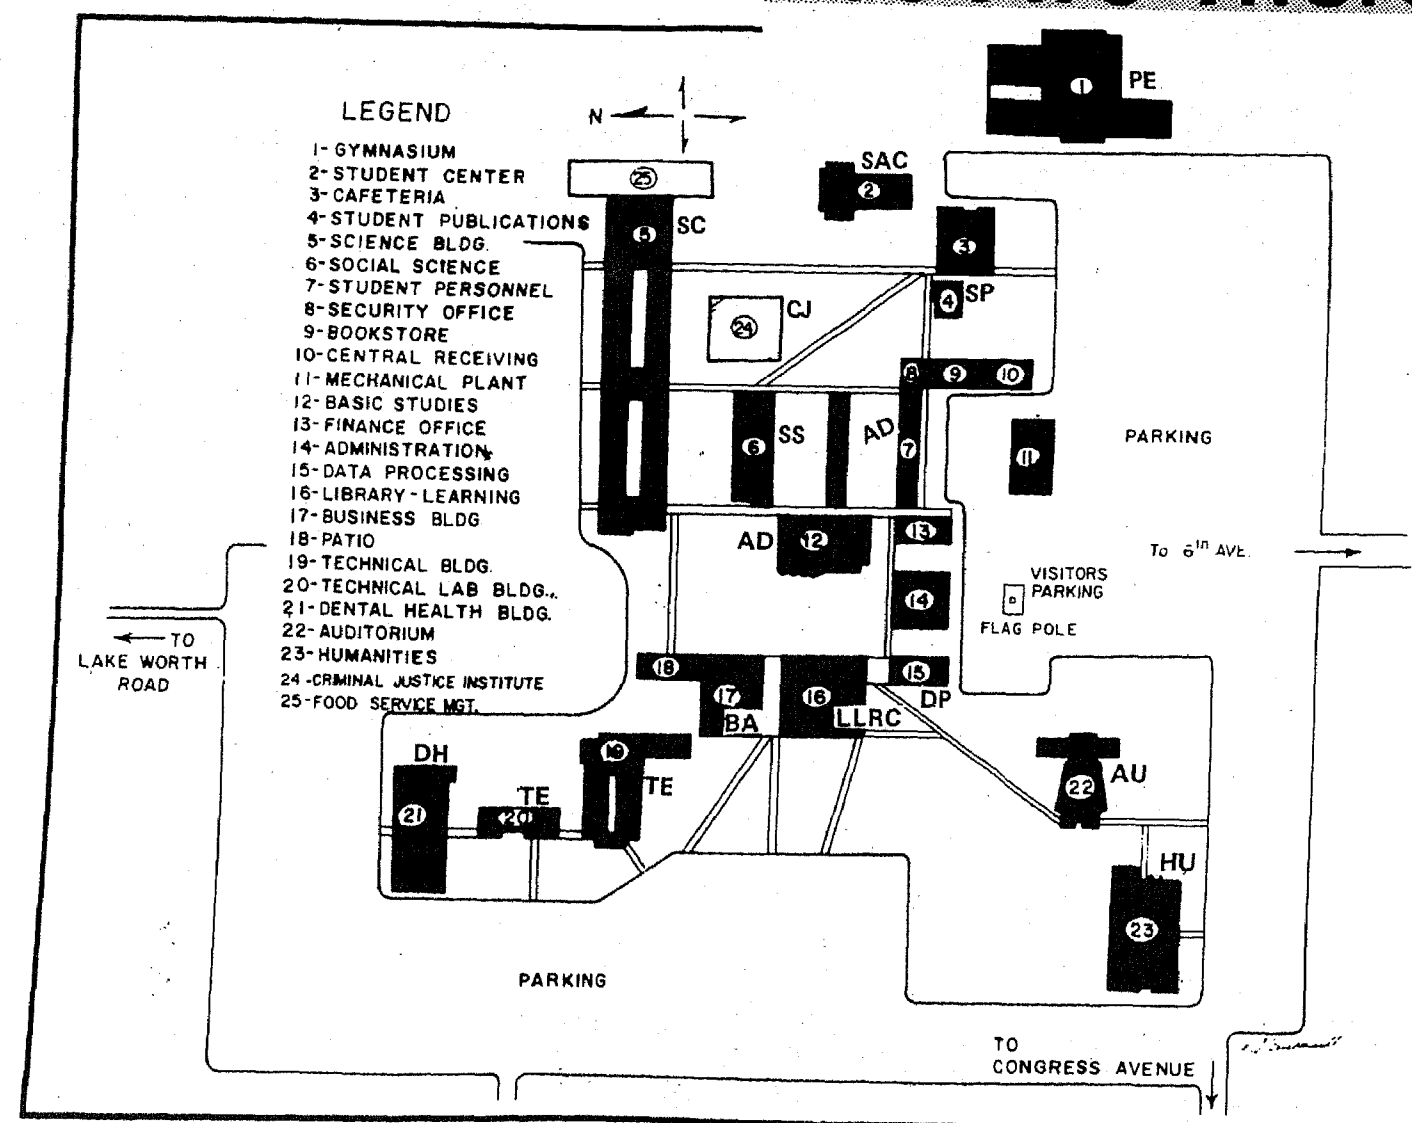 LEGEND
1-GYMNASIUM
2-STUDENT CENTER
3-CAFETERIA
4-STUDENT PUBLICATIONS
5-SCIENCE BLDG.
6-SOCIAL SCIENCE
7-STUDENT PERSONNEL
8-SECURITY OFFICE
9-BOOKSTORE
10-CENTRAL RECEIVING
11-MECHANICAL PLANT
12-BASIC STUDIES
13-FINANCE OFFICE
14-ADMINISTRATION
15-DATA PROCESSING
16-LIBRARY-LEARNING
17-BUSINESS BLDG
18-PATIO
19-TECHNICAL BLDG.
20-TECHNICAL LAB BLDG.
21-DENTAL HEALTH BLDG.
22-AUDITORIUM
23-HUMANITIES
24-CRIMINAL JUSTICE INSTITUTE
25-FOOD SERVICE MGT.
N
1 PE
25
SAC
2
5 SC
3
4 SP
24 CJ
8 9 10
6 SS
AD
7
11
PARKING
AD 12
13
To 6th AVE.
14
VISITORS
PARKING
FLAG POLE
TO
LAKE WORTH
ROAD
18
17
BA
16
LLRC
15
DP
19
TE
DH
21
TE
20
22 AU
HU
23
PARKING
TO
CONGRESS AVENUE